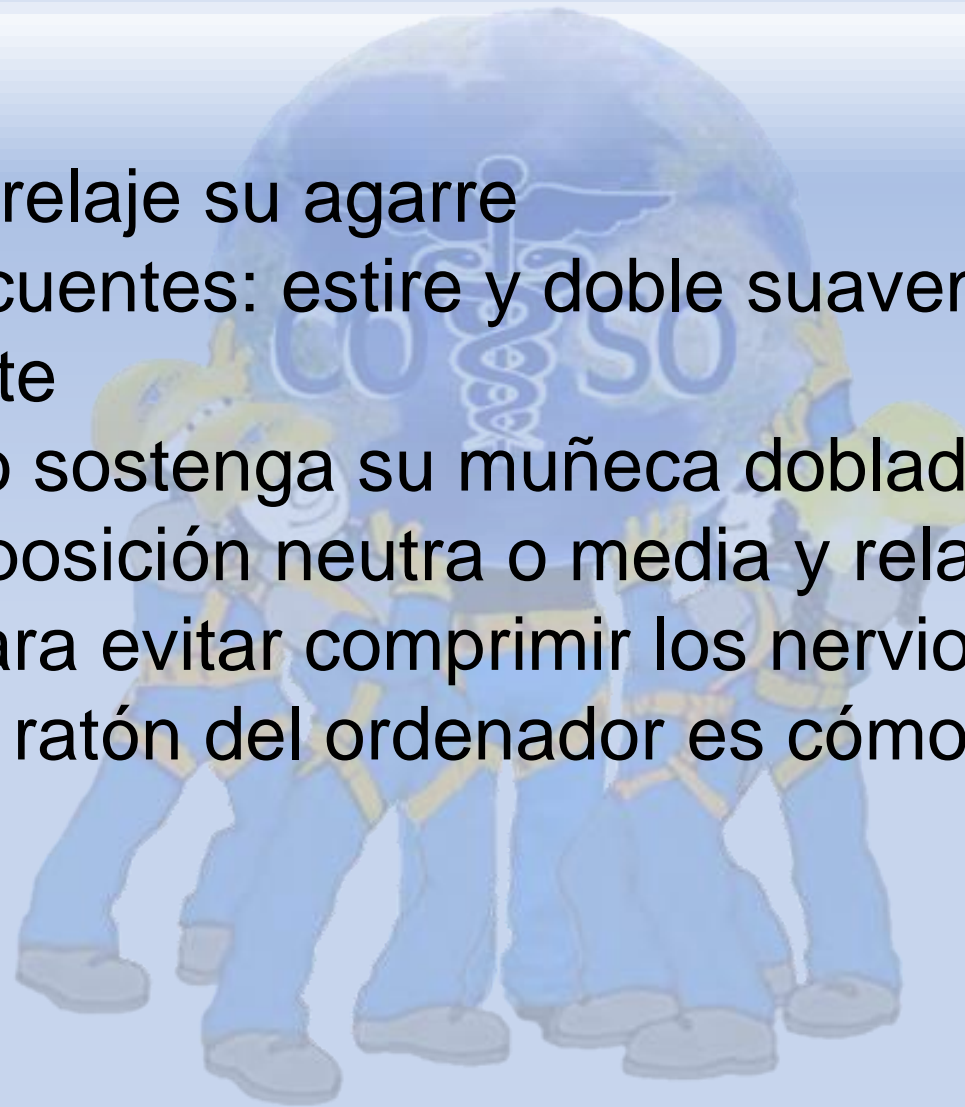 relaje su agarre
cuentes: estire y doble suaver
te
o sostenga su muñeca doblad
posición neutra o media y rela
ara evitar comprimir los nervio
ratón del ordenador es cómo
CO SO